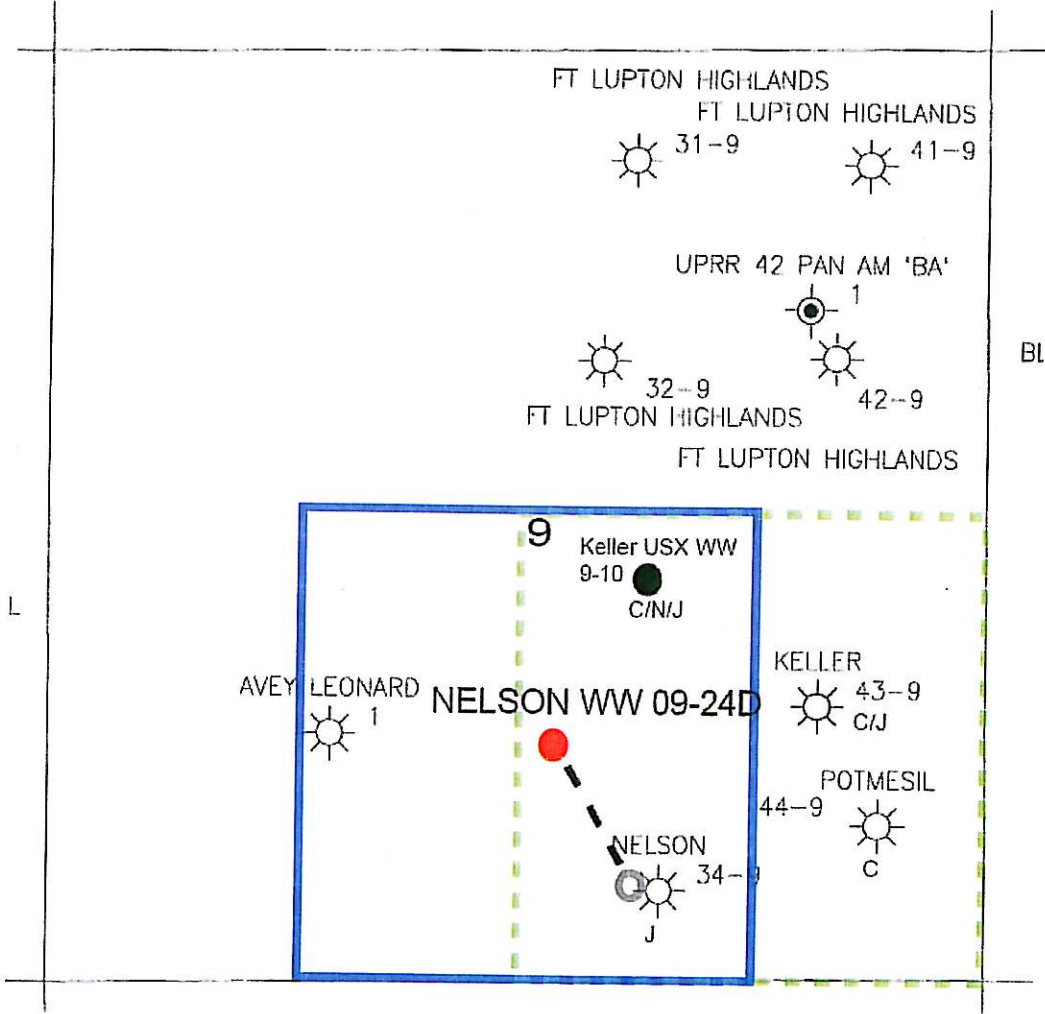 FT LUPTON HIGHLANDS
FT LUPTON HIGHLANDS
31-9
41-9
UPRR 42 PAN AM 'BA'
1
BL
32-9
42-9
FT LUPTON HIGHLANDS
FT LUPTON HIGHLANDS
9
Keller USX WW
9-10
C/N/J
L
KELLER
AVEY LEONARD
43-9
1
NELSON WW 09-24D
C/J
POTMESIL
44-9
NELSON
34-9
C
J